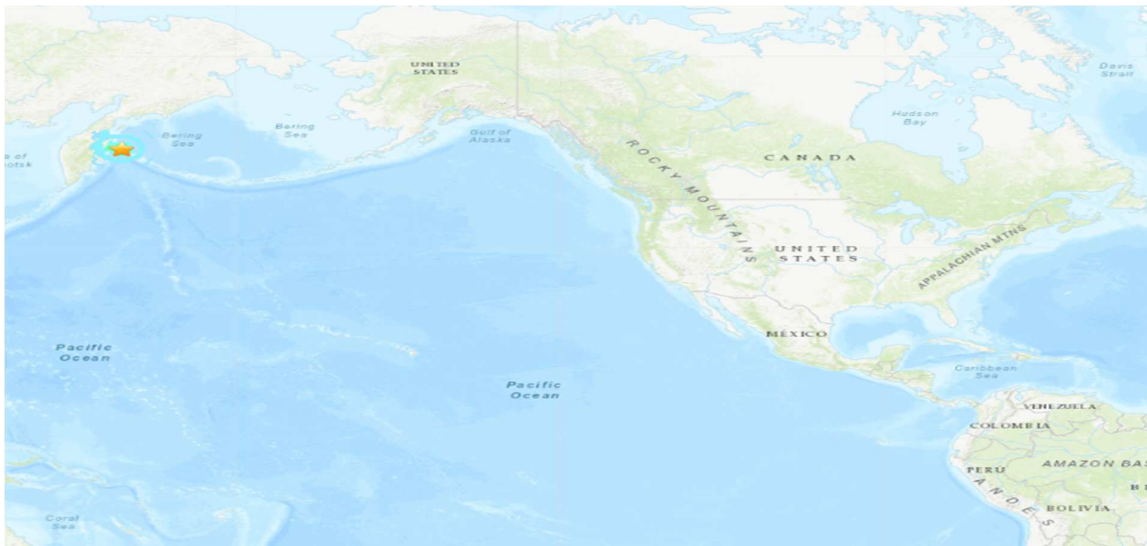 UNITED
STATES
Davis
Strait
Hudson
Bay
Bering
Sea
Bering
Sea
Gulf of
Alaska
CANADA
ROCKY MOUNTAINS
UNITED
STATES
APPALACHIAN MTNS
MÉXICO
Pacific
Ocean
Caribbean
Sea
Pacific
Ocean
VENEZUELA
COLOMBIA
PERU
AMAZON BA
ANDES
BOLIVIA
Coral
Sea